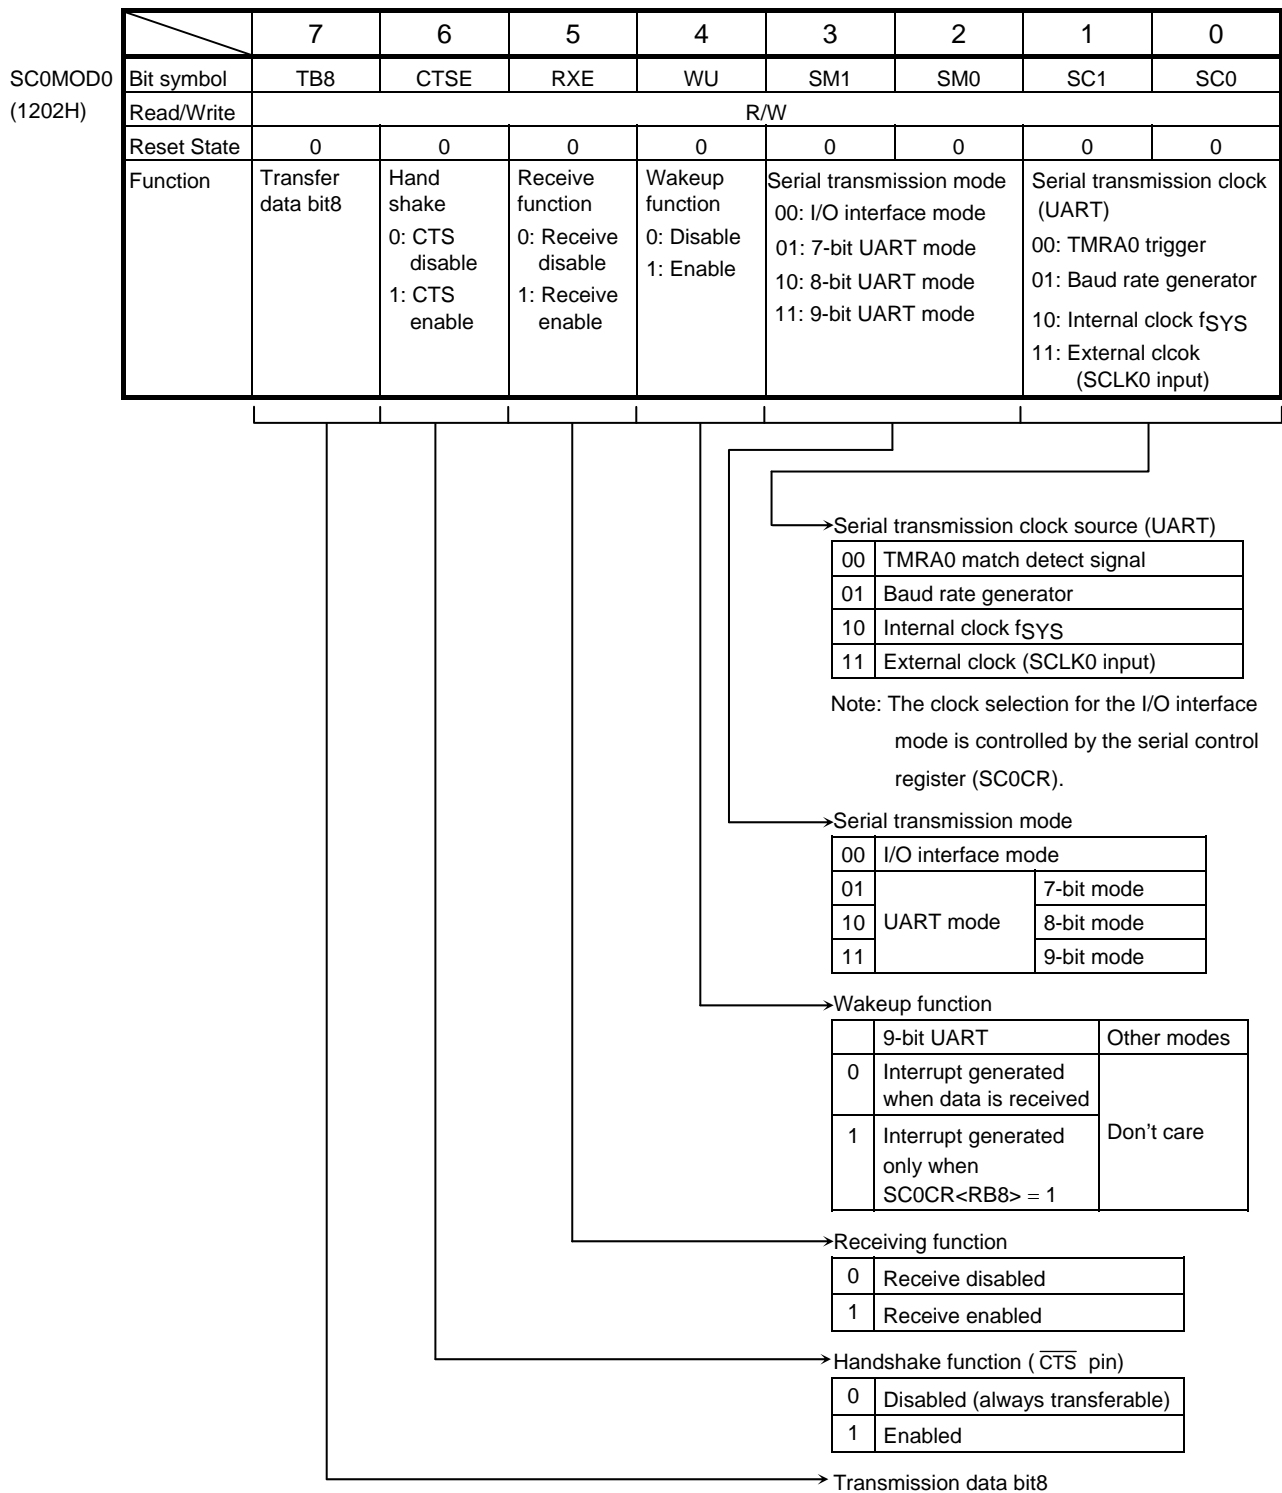 7 6 5 4 3 2 1 0
SC0MOD0 Bit symbol TB8 CTSE RXE WU SM1 SM0 SC1 SC0
(1202H) Read/Write R/W
Reset State 0 0 0 0 0 0 0 0
Function
Transfer
data bit8
Hand
shake
0: CTS
disable
1: CTS
enable
Receive
function
0: Receive
disable
1: Receive
enable
Wakeup
function
0: Disable
1: Enable
Serial transmission mode
00: I/O interface mode
01: 7-bit UART mode
10: 8-bit UART mode
11: 9-bit UART mode
Serial transmission clock
(UART)
00: TMRA0 trigger
01: Baud rate generator
10: Internal clock fSYS
11: External clcok
(SCLK0 input)
Serial transmission clock source (UART)
00 TMRA0 match detect signal
01 Baud rate generator
10 Internal clock fSYS
11 External clock (SCLK0 input)
Note: The clock selection for the I/O interface
mode is controlled by the serial control
register (SC0CR).
Serial transmission mode
00 I/O interface mode
01 7-bit mode
10 UART mode 8-bit mode
11 9-bit mode
Wakeup function
9-bit UART Other modes
0 Interrupt generated
when data is received
1 Interrupt generated Don't care
only when
SC0CR<RB8> = 1
Receiving function
0 Receive disabled
1 Receive enabled
Handshake function ( C̅T̅S̅ pin)
0 Disabled (always transferable)
1 Enabled
Transmission data bit8